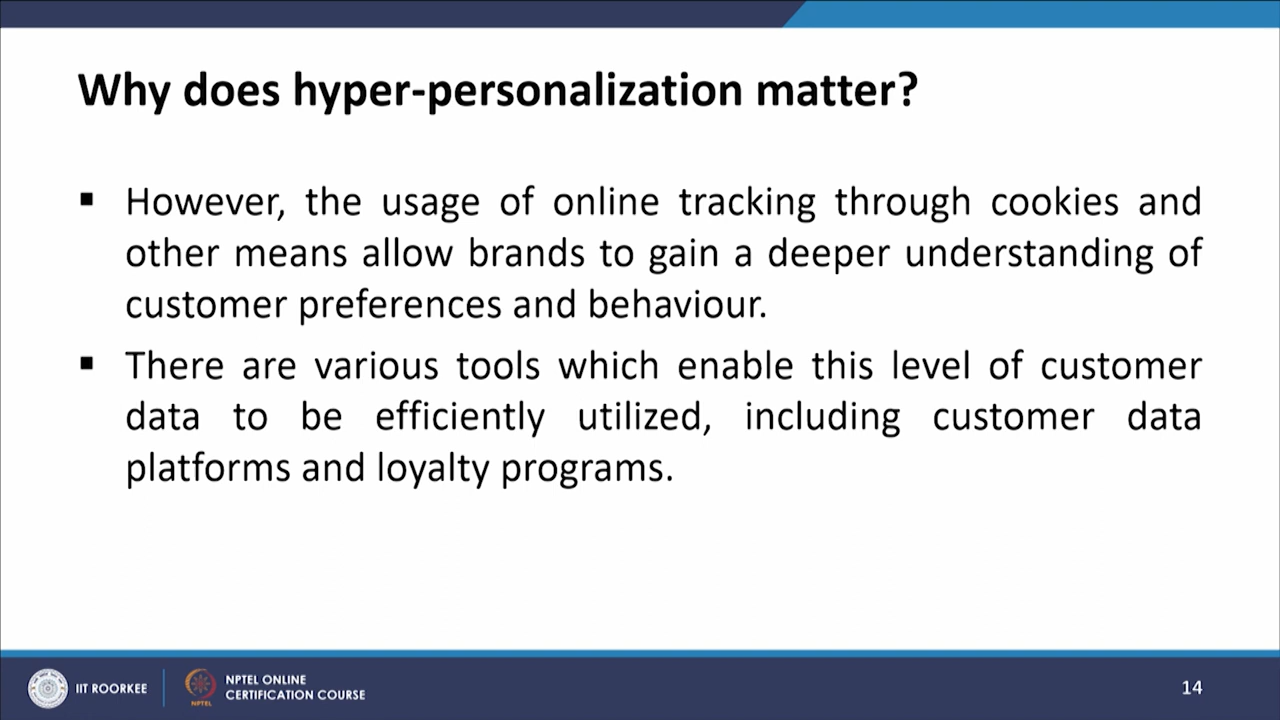 Why does hyper-personalization matter?
▪ However, the usage of online tracking through cookies and
other means allow brands to gain a deeper understanding of
customer preferences and behaviour.
▪ There are various tools which enable this level of customer
data to be efficiently utilized, including customer data
platforms and loyalty programs.
IIT ROORKEE
NPTEL
NPTEL ONLINE
CERTIFICATION COURSE
14